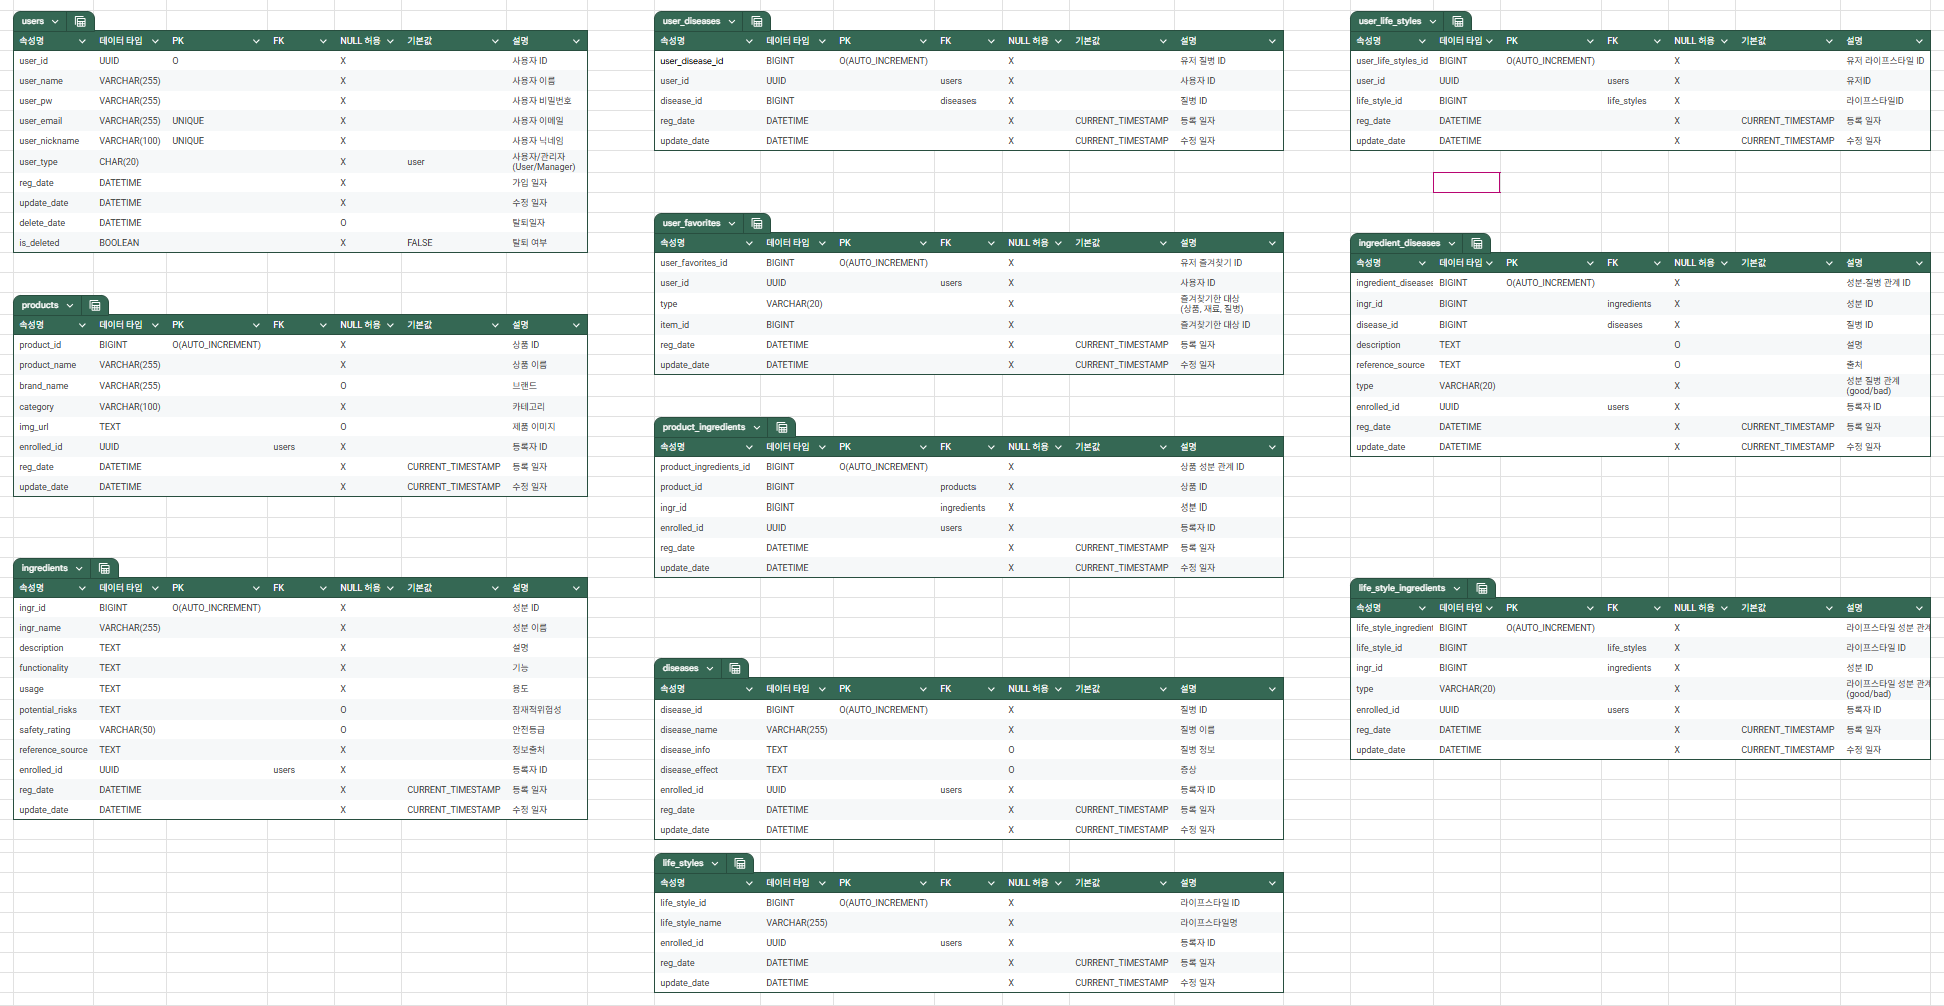 users
속성명 데이터 타입 PK FK NULL 허용 기본값 설명
user_id UUID O X 사용자 ID
user_name VARCHAR(255) X 사용자 이름
user_pw VARCHAR(255) X 사용자 비밀번호
user_email VARCHAR(255) UNIQUE X 사용자 이메일
user_nickname VARCHAR(100) UNIQUE X 사용자 닉네임
user_type CHAR(20) X user 사용자/관리자
(User/Manager)
reg_date DATETIME X 가입 일자
update_date DATETIME X 수정 일자
delete_date DATETIME O 탈퇴일자
is_deleted BOOLEAN X FALSE 탈퇴 여부
products
속성명 데이터 타입 PK FK NULL 허용 기본값 설명
product_id BIGINT O(AUTO_INCREMENT) X 상품 ID
product_name VARCHAR(255) X 상품 이름
brand_name VARCHAR(255) O 브랜드
category VARCHAR(100) X 카테고리
img_url TEXT O 제품 이미지
enrolled_id UUID users X 등록자 ID
reg_date DATETIME X CURRENT_TIMESTAMP 등록 일자
update_date DATETIME X CURRENT_TIMESTAMP 수정 일자
ingredients
속성명 데이터 타입 PK FK NULL 허용 기본값 설명
ingr_id BIGINT O(AUTO_INCREMENT) X 성분 ID
ingr_name VARCHAR(255) X 성분 이름
description TEXT X 설명
functionality TEXT X 기능
usage TEXT X 용도
potential_risks TEXT O 잠재적위험성
safety_rating VARCHAR(50) O 안전등급
reference_source TEXT X 정보출처
enrolled_id UUID users X 등록자 ID
reg_date DATETIME X CURRENT_TIMESTAMP 등록 일자
update_date DATETIME X CURRENT_TIMESTAMP 수정 일자
user_diseases
속성명 데이터 타입 PK FK NULL 허용 기본값 설명
user_disease_id BIGINT O(AUTO_INCREMENT) X 유저 질병 ID
user_id UUID users X 사용자 ID
disease_id BIGINT diseases X 질병 ID
reg_date DATETIME X CURRENT_TIMESTAMP 등록 일자
update_date DATETIME X CURRENT_TIMESTAMP 수정 일자
user_favorites
속성명 데이터 타입 PK FK NULL 허용 기본값 설명
user_favorites_id BIGINT O(AUTO_INCREMENT) X 유저 즐겨찾기 ID
user_id UUID users X 사용자 ID
type VARCHAR(20) X 즐겨찾기한 대상
(상품, 재료, 질병)
item_id BIGINT X 즐겨찾기한 대상 ID
reg_date DATETIME X CURRENT_TIMESTAMP 등록 일자
update_date DATETIME X CURRENT_TIMESTAMP 수정 일자
product_ingredients
속성명 데이터 타입 PK FK NULL 허용 기본값 설명
product_ingredients_id BIGINT O(AUTO_INCREMENT) X 상품 성분 관계 ID
product_id BIGINT products X 상품 ID
ingr_id BIGINT ingredients X 성분 ID
enrolled_id UUID users X 등록자 ID
reg_date DATETIME X CURRENT_TIMESTAMP 등록 일자
update_date DATETIME X CURRENT_TIMESTAMP 수정 일자
diseases
속성명 데이터 타입 PK FK NULL 허용 기본값 설명
disease_id BIGINT O(AUTO_INCREMENT) X 질병 ID
disease_name VARCHAR(255) X 질병 이름
disease_info TEXT O 질병 정보
disease_effect TEXT O 증상
enrolled_id UUID users X 등록자 ID
reg_date DATETIME X CURRENT_TIMESTAMP 등록 일자
update_date DATETIME X CURRENT_TIMESTAMP 수정 일자
life_styles
속성명 데이터 타입 PK FK NULL 허용 기본값 설명
life_style_id BIGINT O(AUTO_INCREMENT) X 라이프스타일 ID
life_style_name VARCHAR(255) X 라이프스타일명
enrolled_id UUID users X 등록자 ID
reg_date DATETIME X CURRENT_TIMESTAMP 등록 일자
update_date DATETIME X CURRENT_TIMESTAMP 수정 일자
user_life_styles
속성명 데이터 타입 PK FK NULL 허용 기본값 설명
user_life_styles_id BIGINT O(AUTO_INCREMENT) X 유저 라이프스타일 ID
user_id UUID users X 유저ID
life_style_id BIGINT life_styles X 라이프스타일ID
reg_date DATETIME X CURRENT_TIMESTAMP 등록 일자
update_date DATETIME X CURRENT_TIMESTAMP 수정 일자
ingredient_diseases
속성명 데이터 타입 PK FK NULL 허용 기본값 설명
ingredient_diseases BIGINT O(AUTO_INCREMENT) X 성분-질병 관계 ID
ingr_id BIGINT ingredients X 성분 ID
disease_id BIGINT diseases X 질병 ID
description TEXT O 설명
reference_source TEXT O 출처
type VARCHAR(20) X 성분 질병 관계
(good/bad)
enrolled_id UUID users X 등록자 ID
reg_date DATETIME X CURRENT_TIMESTAMP 등록 일자
update_date DATETIME X CURRENT_TIMESTAMP 수정 일자
life_style_ingredients
속성명 데이터 타입 PK FK NULL 허용 기본값 설명
life_style_ingredient BIGINT O(AUTO_INCREMENT) X 라이프스타일 성분 관계
life_style_id BIGINT life_styles X 라이프스타일 ID
ingr_id BIGINT ingredients X 성분 ID
type VARCHAR(20) X 라이프스타일 성분 관계
(good/bad)
enrolled_id UUID users X 등록자 ID
reg_date DATETIME X CURRENT_TIMESTAMP 등록 일자
update_date DATETIME X CURRENT_TIMESTAMP 수정 일자